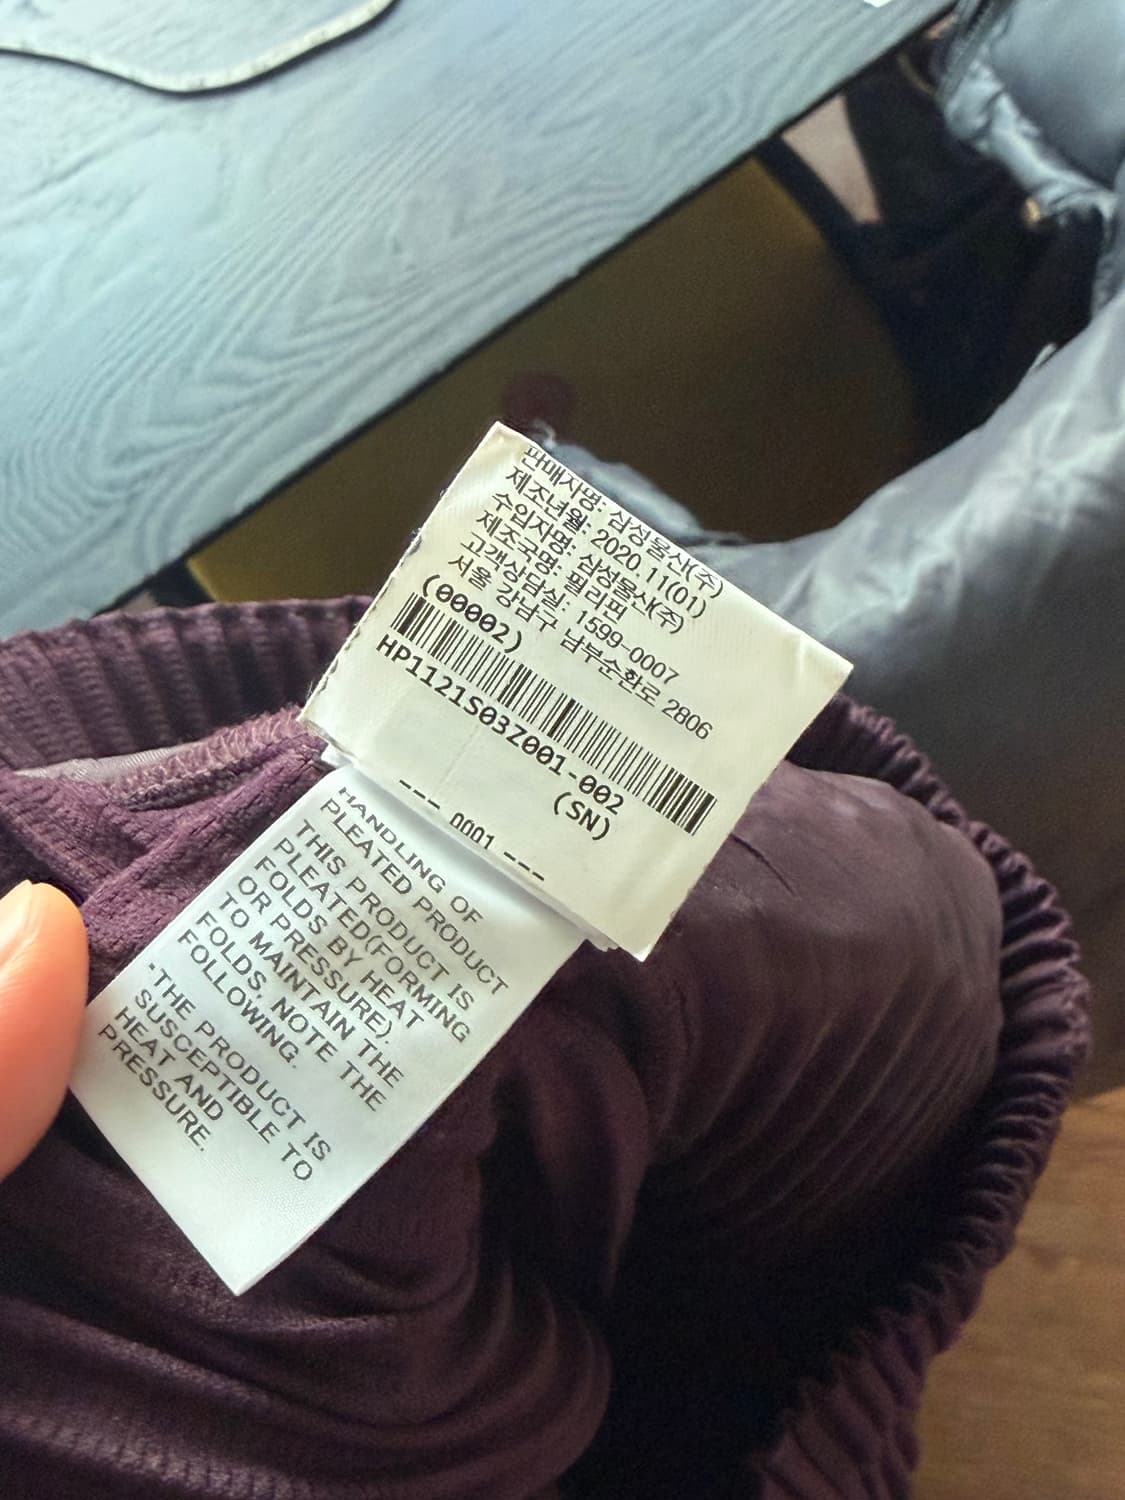 판매자명: 삼성물산(주)
제조년월: 2020.11(01)
수입자명: 삼성물산(주)
제조국명: 필리핀
고객상담실: 1599-0007
서울 강남구 남부순환로 2806
(00002)
HP1121S03Z001-002
(SN)
--- 0001 ---
HANDLING OF
PLEATED PRODUCT
THIS PRODUCT IS
PLEATED(FORMING
FOLDS BY HEAT
OR PRESSURE).
TO MAINTAIN THE
FOLDS, NOTE THE
FOLLOWING.
·THE PRODUCT IS
SUSCEPTIBLE TO
HEAT AND
PRESSURE.